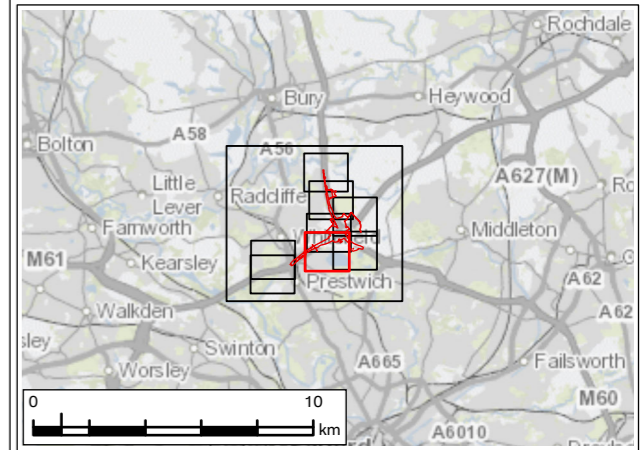 Rochdale
Bury
Heywood
Bolton
A58
A56
A627(M)
Little
Lever
Radcliffe
Farnworth
Middleton
M61
Kearsley
Prestwich
A62
Walkden
A62
Swinton
A665
Failsworth
Worsley
M60
0
10
km
A6010